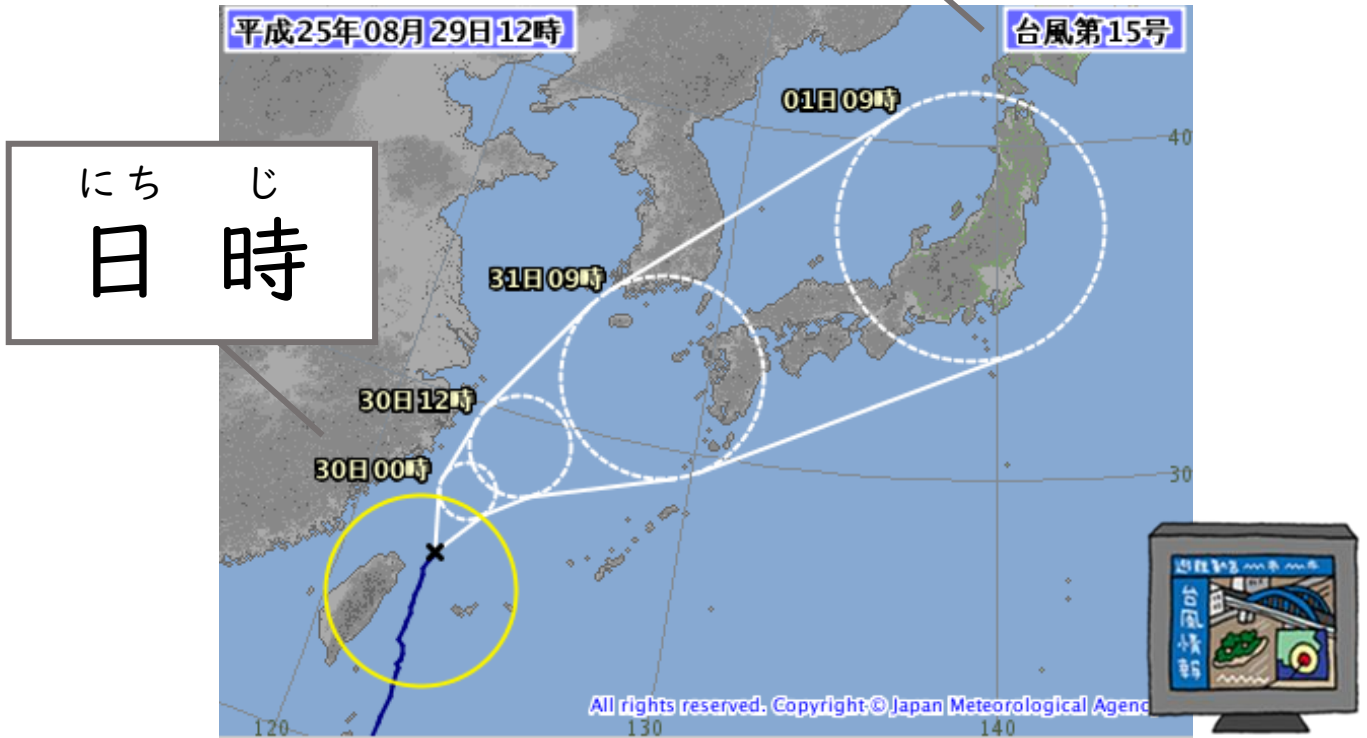 平成25年08月29日12時
台風第15号
01日09時
40
にち じ
日 時
31日09時
30日12時
30日00時
30
台風情報
All rights reserved. Copyright © Japan Meteorological Agenc
120
130
140